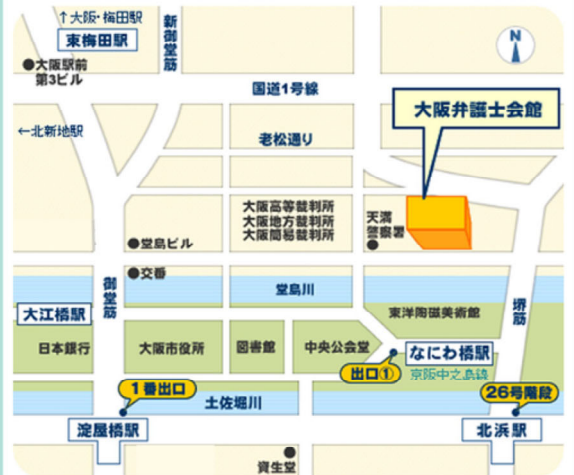 ↑大阪・梅田駅
東梅田駅
新御堂筋
N
●大阪駅前
第3ビル
国道1号線
大阪弁護士会館
←北新地駅
老松通り
大阪高等裁判所
大阪地方裁判所
大阪簡易裁判所
天満
警察署
●堂島ビル
●交番
御堂筋
堂島川
堺筋
大江橋駅
東洋陶磁美術館
日本銀行
大阪市役所
図書館
中央公会堂
なにわ橋駅
出口①
京阪中之島線
1番出口
土佐堀川
26号階段
淀屋橋駅
北浜駅
資生堂